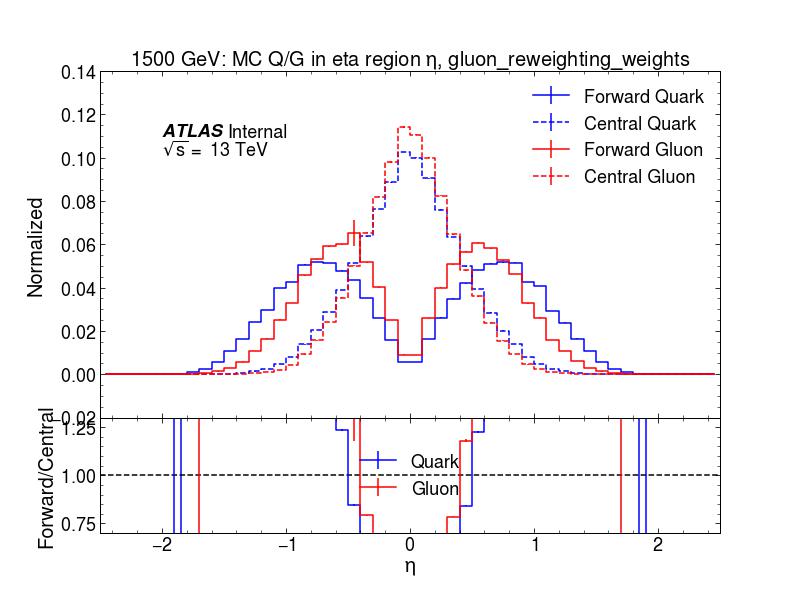 1500 GeV: MC Q/G in eta region η, gluon_reweighting_weights
0.14
0.12
0.10
0.08
0.06
0.04
0.02
0.00
0.02
Normalized
ATLAS Internal
√s = 13 TeV
Forward Quark
Central Quark
Forward Gluon
Central Gluon
1.25
1.00
0.75
Forward/Central
Quark
Gluon
−2
−1
0
1
2
η